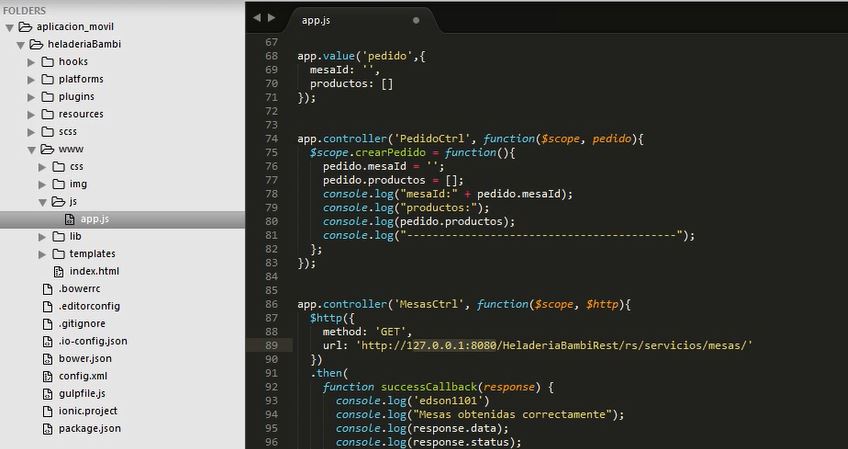 FOLDERS
aplicacion_movil
heladeriaBambi
hooks
platforms
plugins
resources
scss
www
css
img
js
app.js
lib
templates
index.html
.bowerrc
.editorconfig
.gitignore
.io-config.json
bower.json
config.xml
gulpfile.js
ionic.project
package.json
app.js
67
68 app.value('pedido',{
69 mesaId: '',
70 productos: []
71 });
72
73
74 app.controller('PedidoCtrl', function($scope, pedido){
75 $scope.crearPedido = function(){
76 pedido.mesaId = '';
77 pedido.productos = [];
78 console.log("mesaId:" + pedido.mesaId);
79 console.log("productos:");
80 console.log(pedido.productos);
81 console.log("------------------------------------------");
82 };
83 });
84
85
86 app.controller('MesasCtrl', function($scope, $http){
87 $http({
88 method: 'GET',
89 url: 'http://127.0.0.1:8080/HeladeriaBambiRest/rs/servicios/mesas/'
90 })
91 .then(
92 function successCallback(response) {
93 console.log('edson1101')
94 console.log("Mesas obtenidas correctamente");
95 console.log(response.data);
96 console.log(response.status);